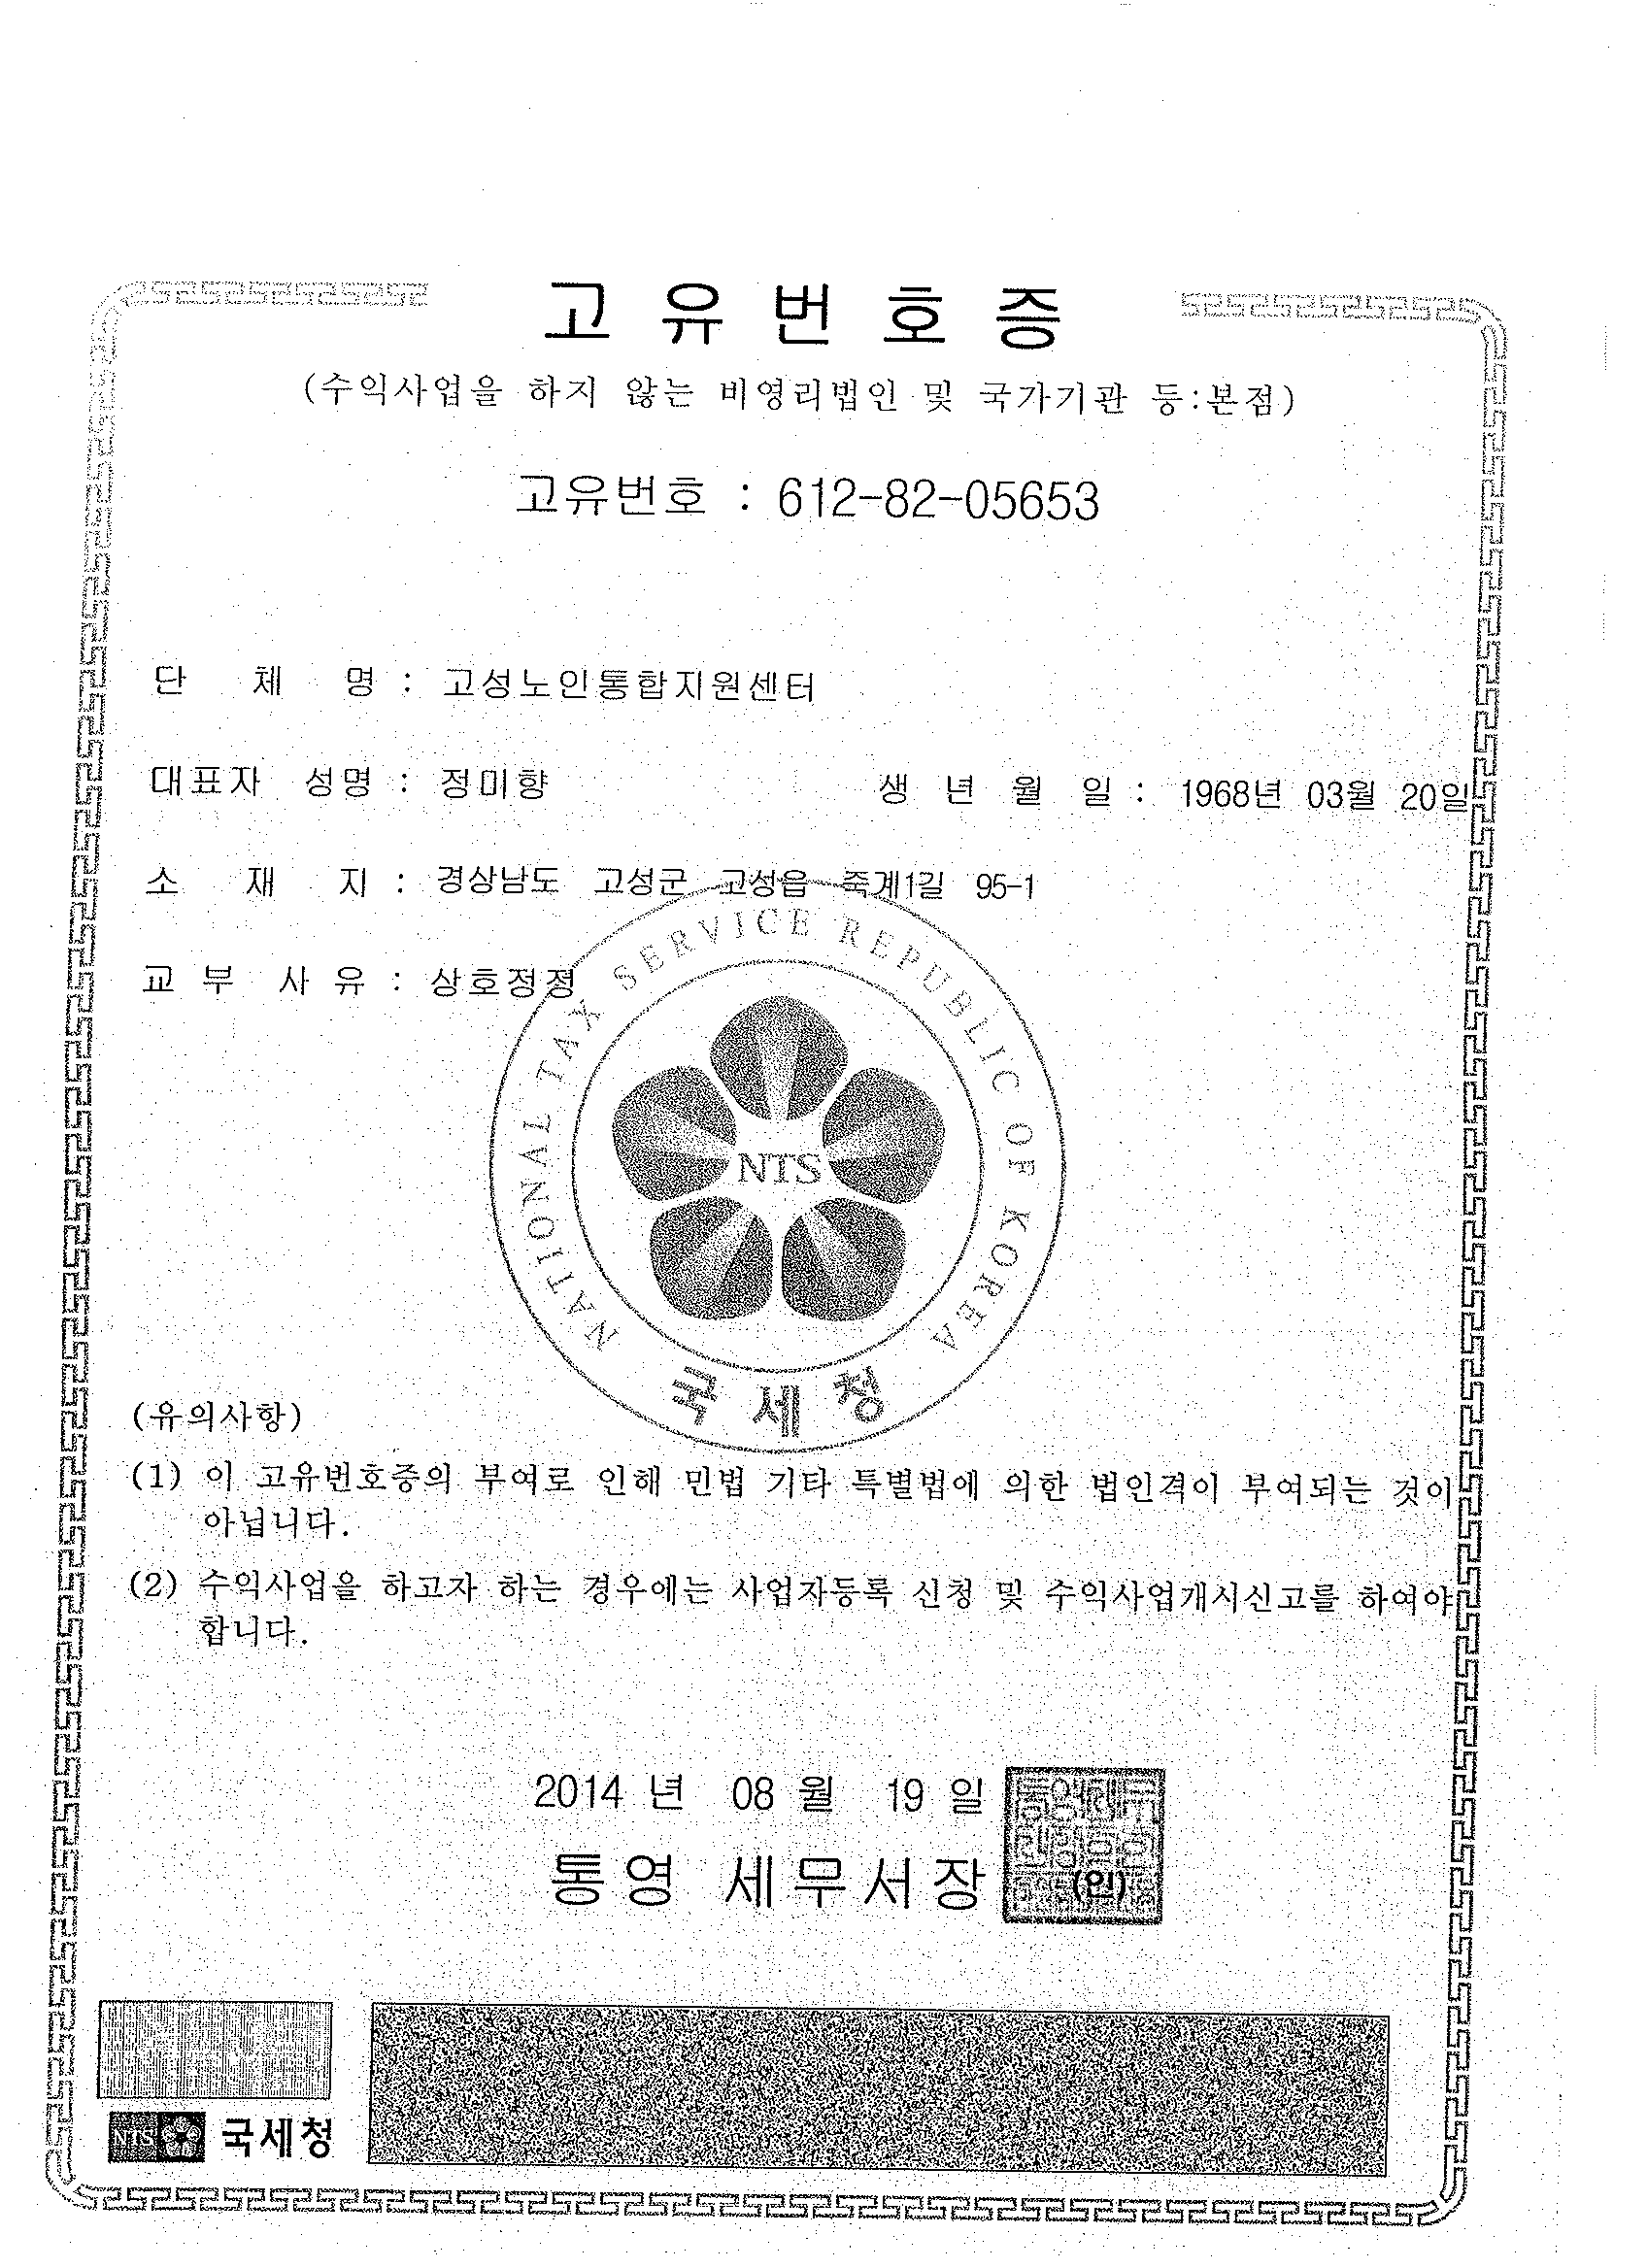 고유번호증
(수익사업을 하지 않는 비영리법인 및 국가기관 등:본점)
고유번호 : 612-82-05653
단 체 명 : 고성노인통합지원센터
대표자 성명 : 정미향 생 년 월 일 : 1968년 03월 20일
소 재 지 : 경상남도 고성군 고성읍 죽계1길 95-1
교 부 사 유 : 상호정정
NATIONAL TAX SERVICE REPUBLIC OF KOREA
NTS
국세청
(유의사항)
(1) 이 고유번호증의 부여로 인해 민법 기타 특별법에 의한 법인격이 부여되는 것이
아닙니다.
(2) 수익사업을 하고자 하는 경우에는 사업자등록 신청 및 수익사업개시신고를 하여야
합니다.
2014 년 08 월 19 일
통영 세무서장 (인)
NTS 국세청